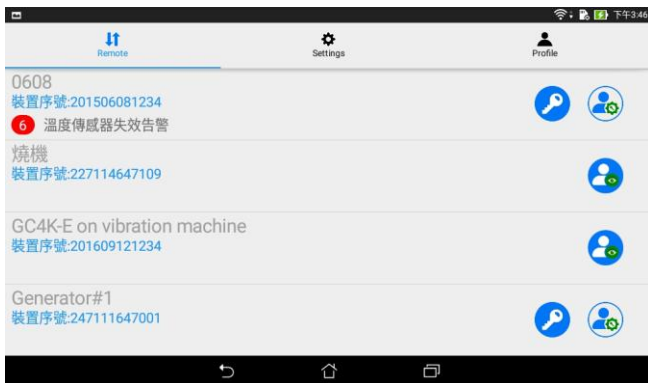 下午3:46
Remote
Settings
Profile
0608
裝置序號:201506081234
6 溫度傳感器失效告警
燒機
裝置序號:227114647109
GC4K-E on vibration machine
裝置序號:201609121234
Generator#1
裝置序號:247111647001